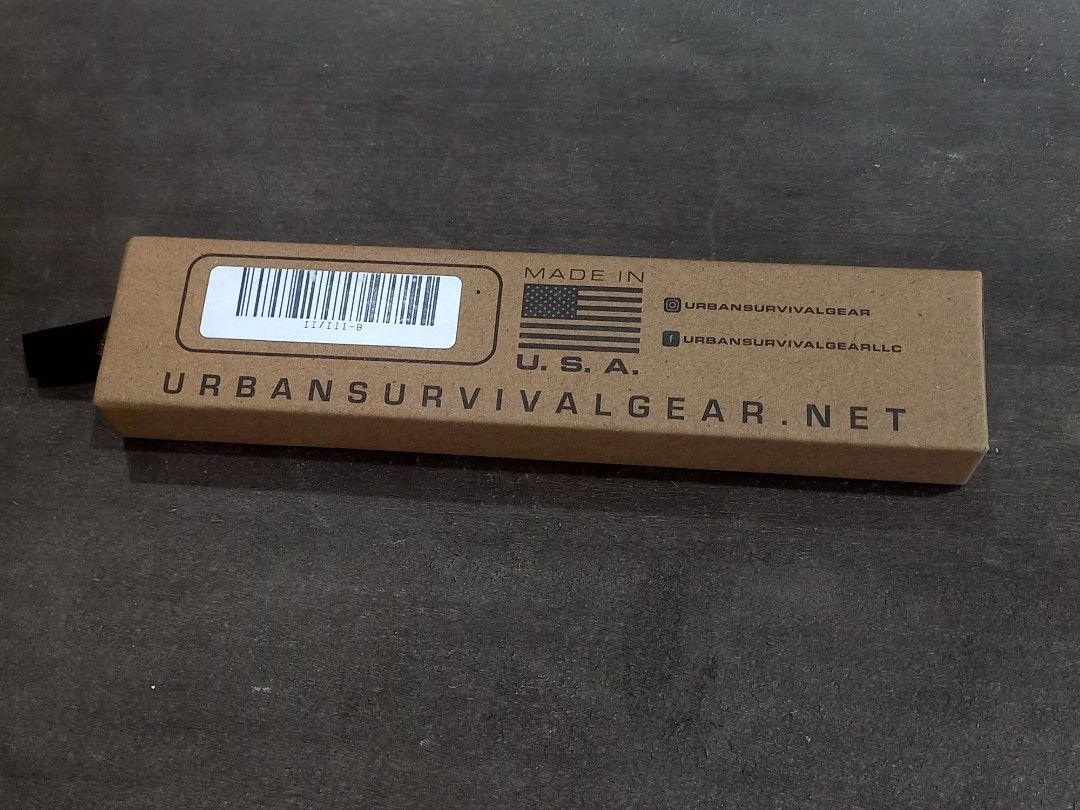 II/III-B
MADE IN
U. S. A.
URBANSURVIVALGEAR
URBANSURVIVALGEARLLC
URBANSURVIVALGEAR.NET